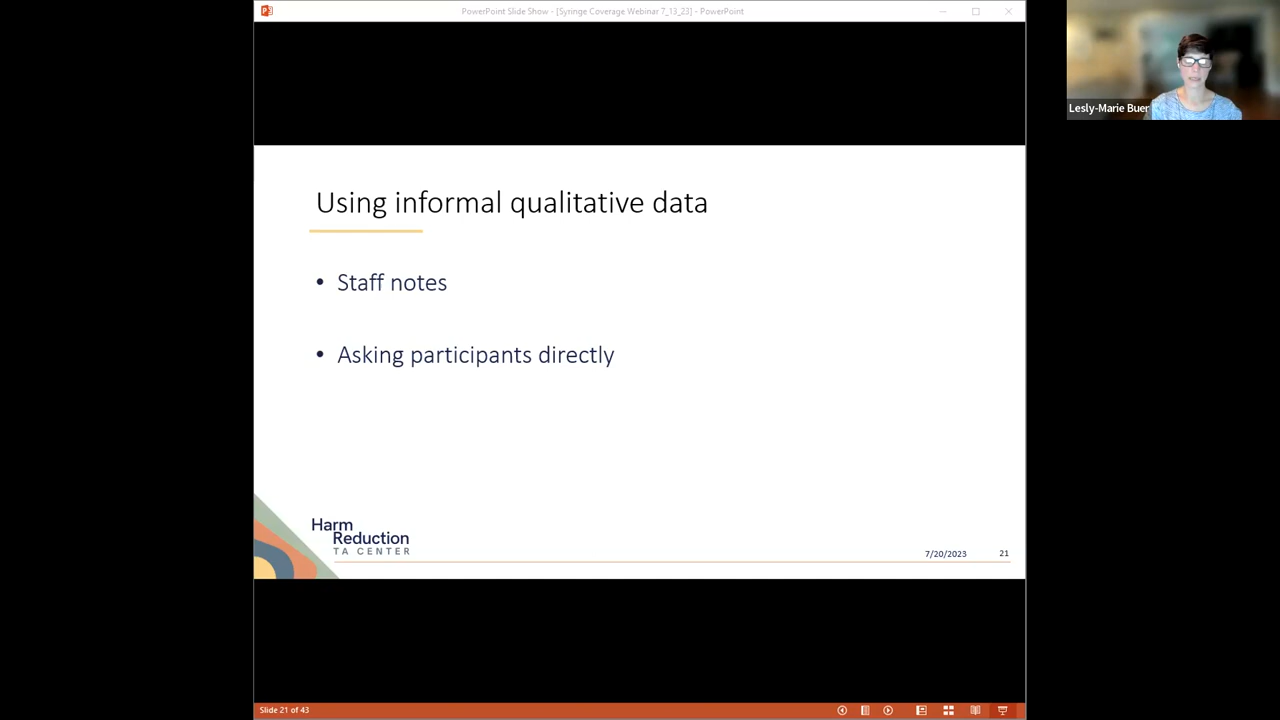 PowerPoint Slide Show - [Syringe Coverage Webinar 7_13_23] - PowerPoint
Lesly-Marie Buer
Using informal qualitative data
• Staff notes
• Asking participants directly
Harm
Reduction
TA CENTER
7/20/2023 21
Slide 21 of 43